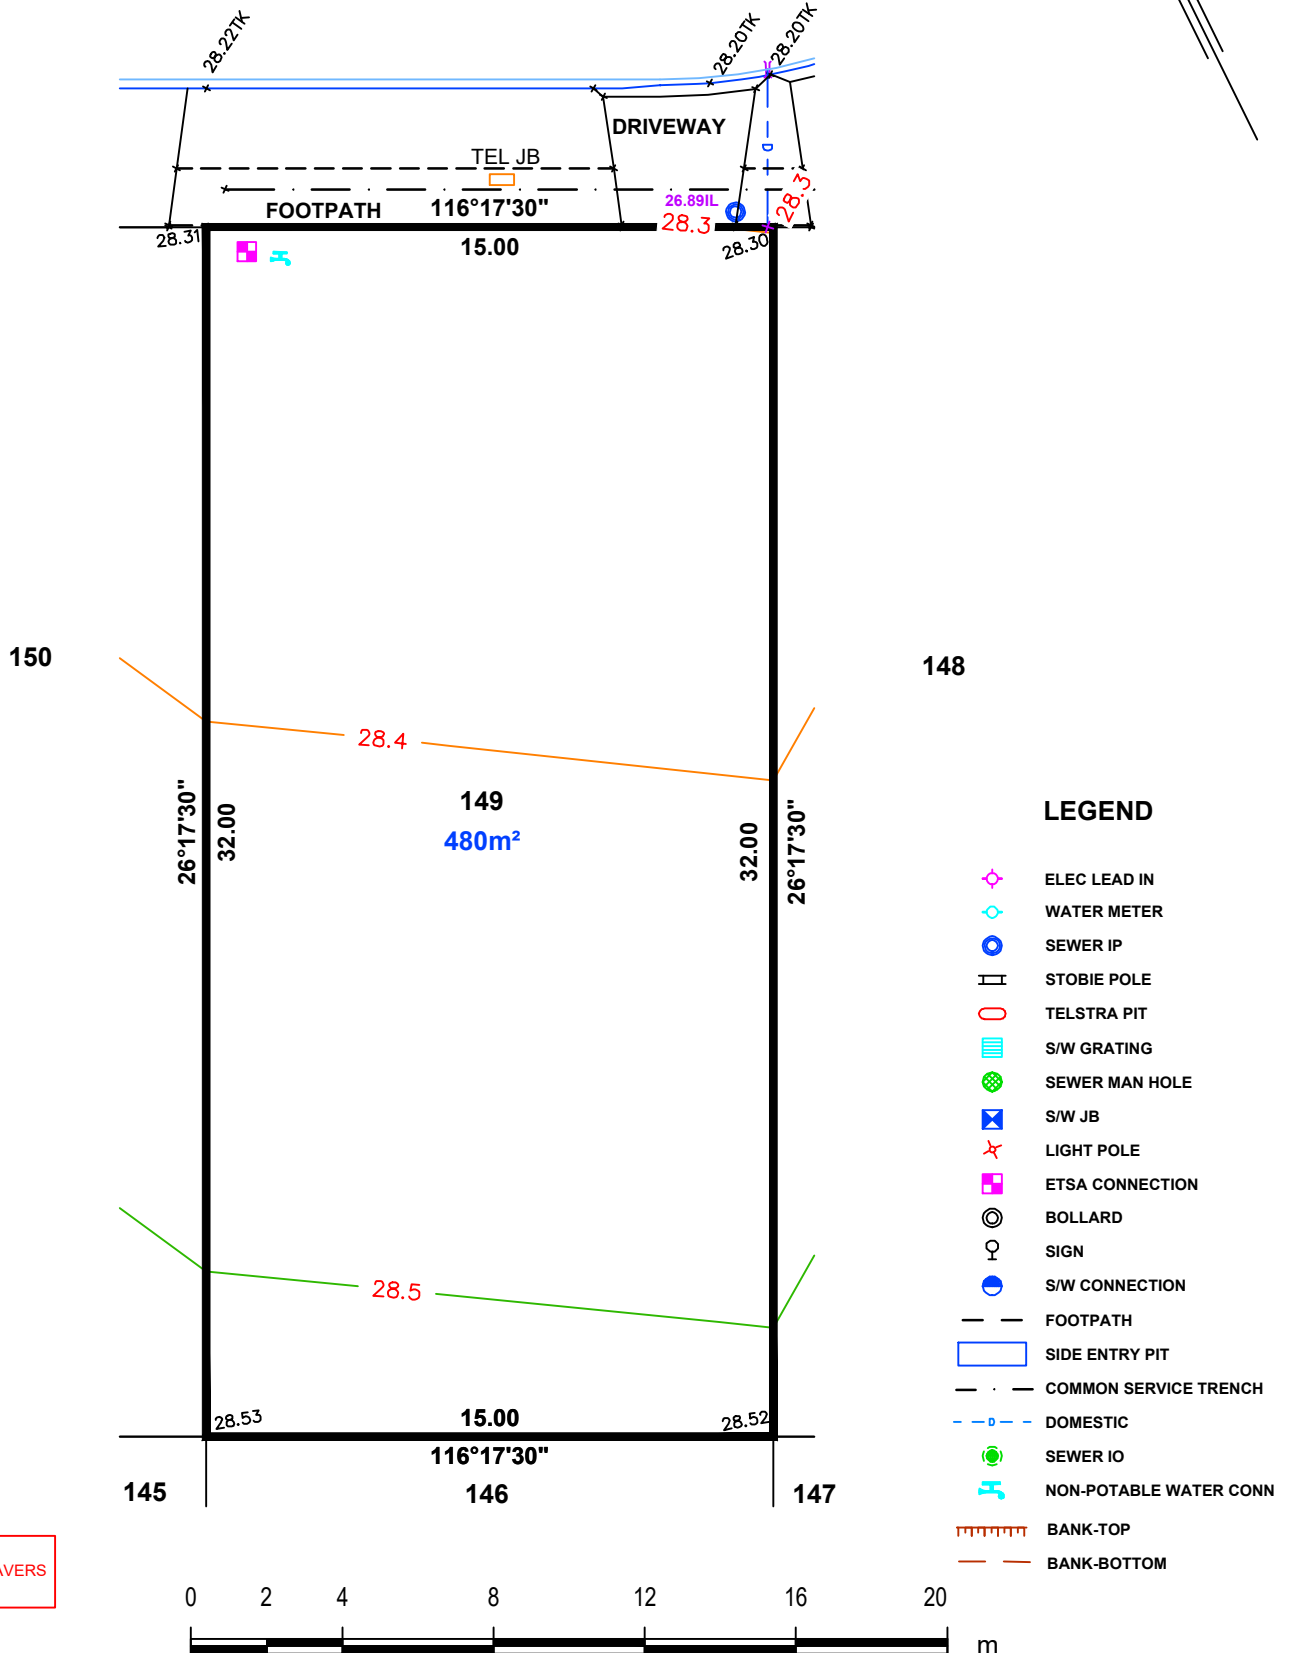 28.22TK
28.20TK
28.20TK
DRIVEWAY
TEL JB
D
28.3
FOOTPATH
116°17'30"
26.89IL
28.3
28.31
15.00
28.30
150
148
28.4
149
480m²
26°17'30"
32.00
32.00
26°17'30"
28.5
28.53
15.00
28.52
116°17'30"
145
146
147
LEGEND
ELEC LEAD IN
WATER METER
SEWER IP
STOBIE POLE
TELSTRA PIT
S/W GRATING
SEWER MAN HOLE
S/W JB
LIGHT POLE
ETSA CONNECTION
BOLLARD
SIGN
S/W CONNECTION
FOOTPATH
SIDE ENTRY PIT
COMMON SERVICE TRENCH
D DOMESTIC
SEWER IO
NON-POTABLE WATER CONN
BANK-TOP
BANK-BOTTOM
AVERS
0 2 4 8 12 16 20
m